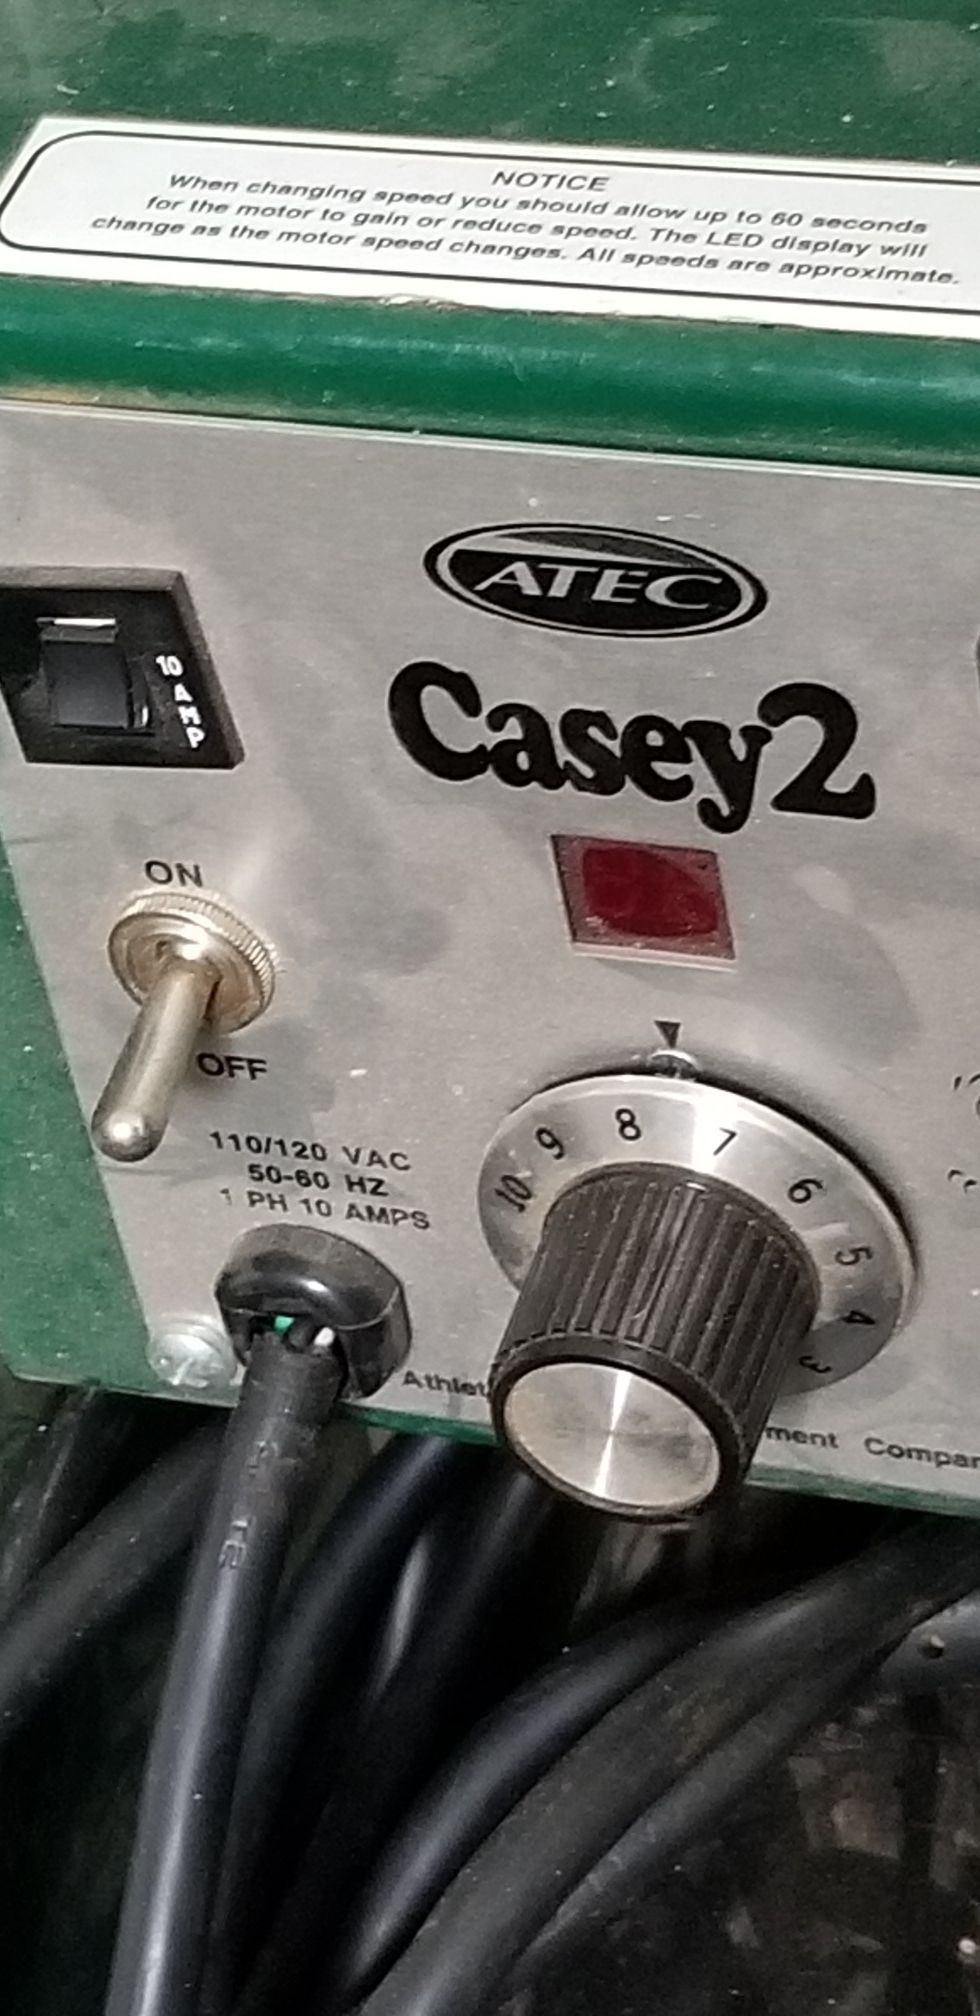 NOTICE
When changing speed you should allow up to 60 seconds
for the motor to gain or reduce speed. The LED display will
change as the motor speed changes. All speeds are approximate.
ATEC
10
AMP
Casey2
ON
OFF
110/120 VAC
50-60 HZ
1 PH 10 AMPS
10 9 8 7 6 5 4 3
Athlet
ment Compan